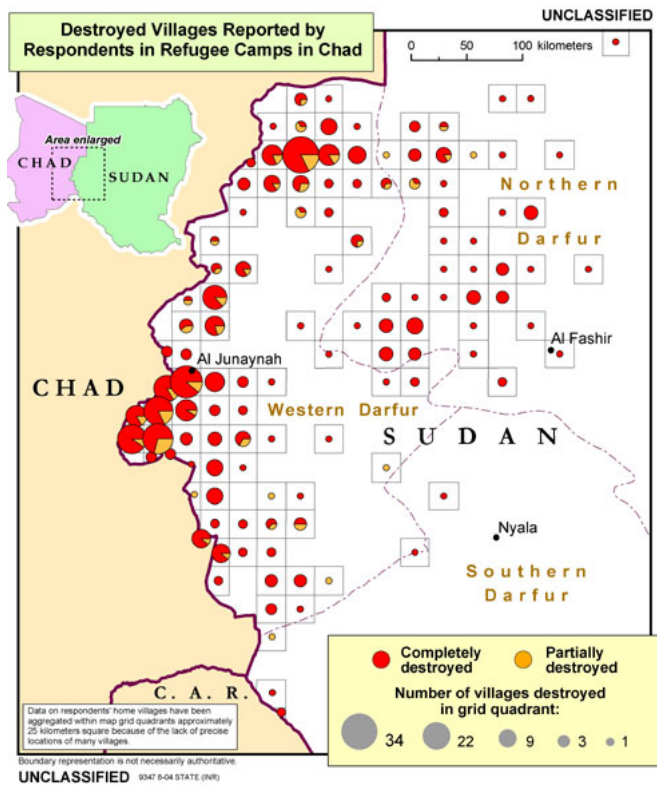 UNCLASSIFIED
Destroyed Villages Reported by
Respondents in Refugee Camps in Chad
0 50 100 kilometers
Area enlarged
CHAD
SUDAN
Northern
Darfur
Al Fashir
Al Junaynah
CHAD
Western Darfur
SUDAN
Nyala
Southern
Darfur
C. A. R.
Completely
destroyed
Partially
destroyed
Number of villages destroyed
in grid quadrant:
34 22 9 3 1
Data on respondents' home villages have been
aggregated within map grid quadrants approximately
25 kilometers square because of the lack of precise
locations of many villages.
Boundary representation is not necessarily authoritative.
UNCLASSIFIED 9347 6-04 STATE (INR)